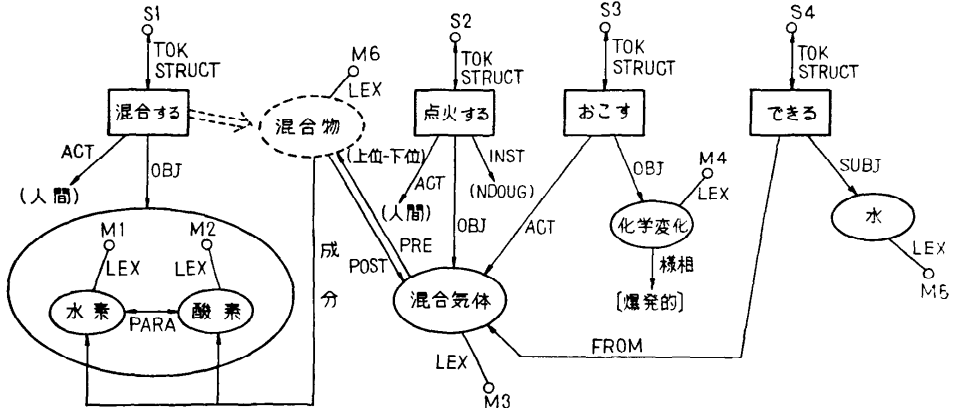 S1
TOK
STRUCT
混合する
ACT
(人間)
OBJ
M1
LEX
水素
PARA
M2
LEX
酸素
M6
LEX
混合物
(上位-下位)
成分
S2
TOK
STRUCT
点火する
ACT
(人間)
OBJ
INST
(NDOUG)
PRE
POST
混合気体
LEX
M3
S3
TOK
STRUCT
おこす
ACT
OBJ
M4
LEX
化学変化
様相
[爆発的]
S4
TOK
STRUCT
できる
SUBJ
水
LEX
M5
FROM